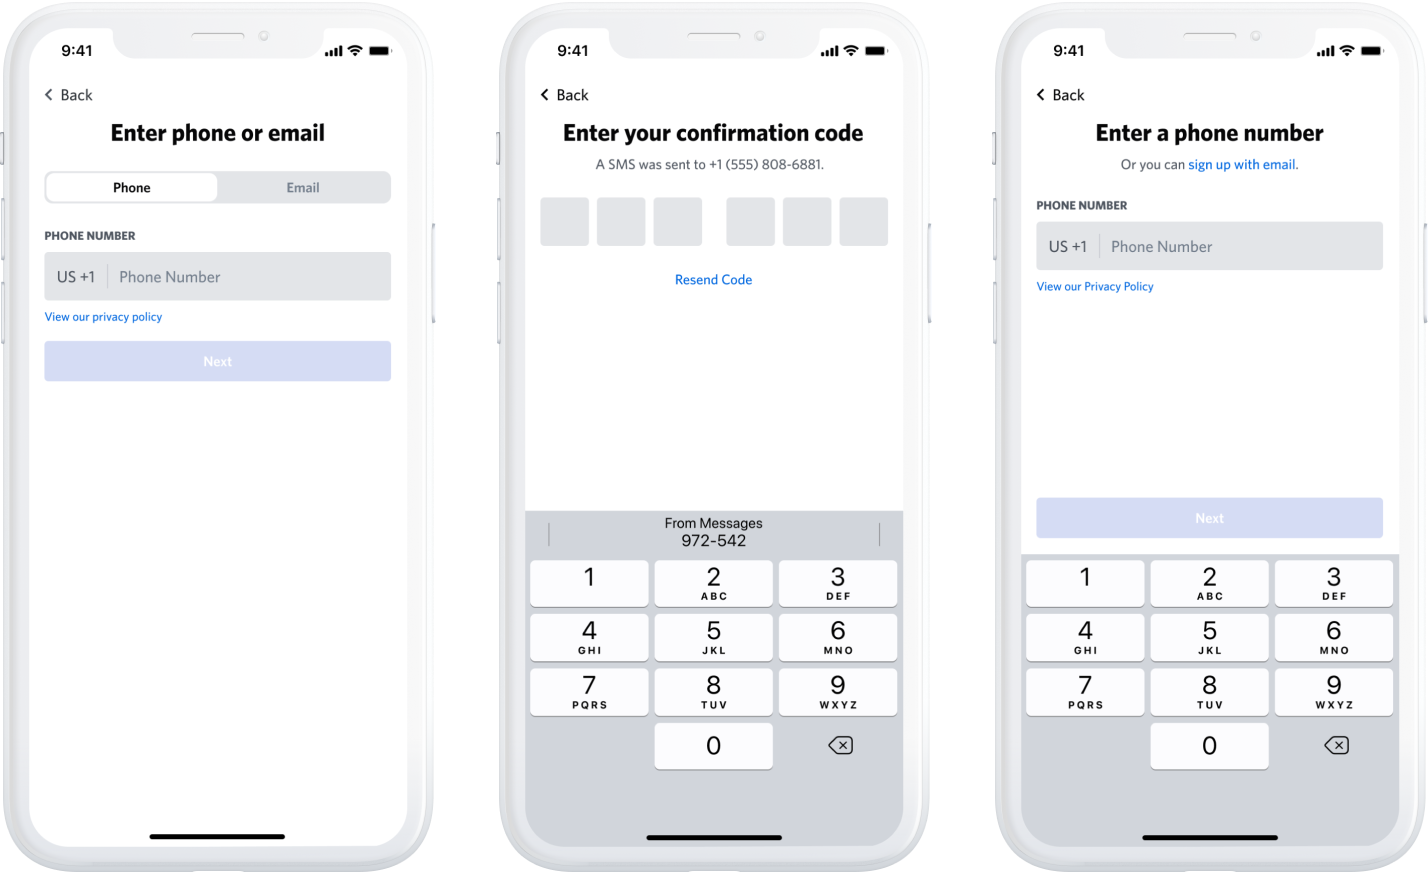 9:41
Back
Enter phone or email
Phone Email
PHONE NUMBER
US +1 Phone Number
View our privacy policy
Next
9:41
Back
Enter your confirmation code
A SMS was sent to +1 (555) 808-6881.
Resend Code
From Messages
972-542
1 2 3
ABC DEF
4 5 6
GHI JKL MNO
7 8 9
PQRS TUV WXYZ
0
9:41
Back
Enter a phone number
Or you can sign up with email.
PHONE NUMBER
US +1 Phone Number
View our Privacy Policy
Next
1 2 3
ABC DEF
4 5 6
GHI JKL MNO
7 8 9
PQRS TUV WXYZ
0